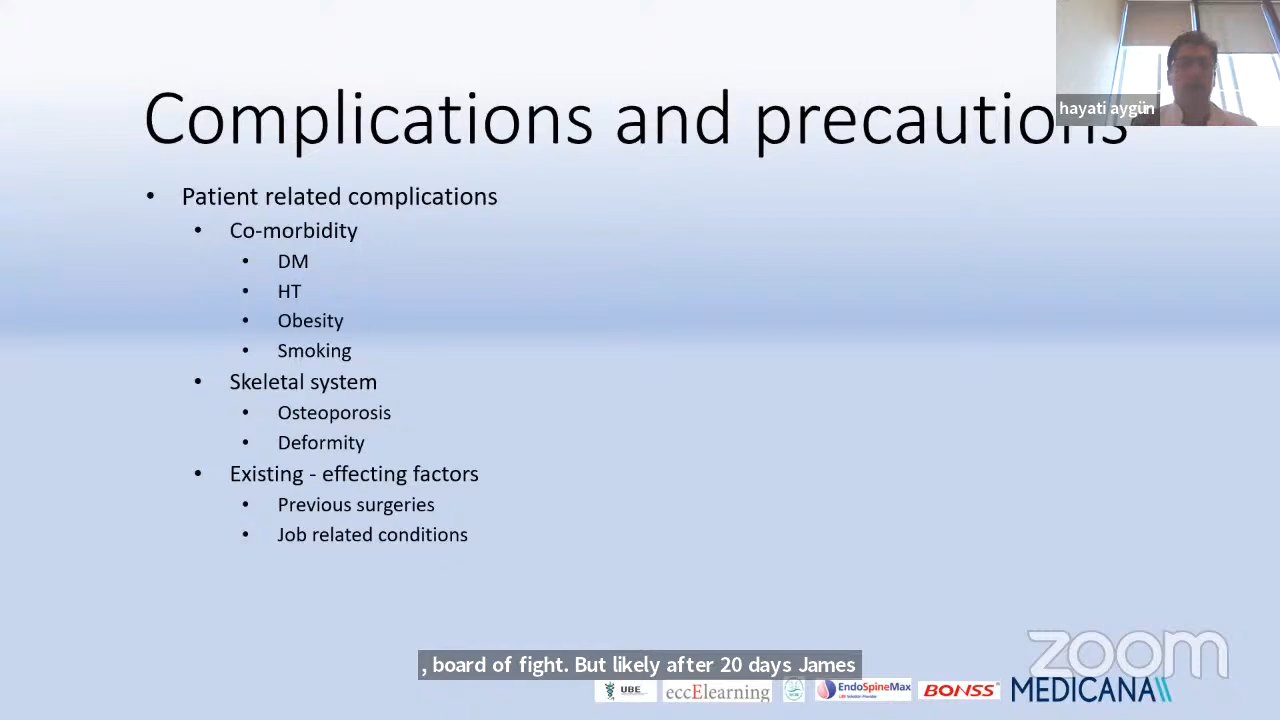 Complications and precautions
hayati aygün
• Patient related complications
• Co-morbidity
• DM
• HT
• Obesity
• Smoking
• Skeletal system
• Osteoporosis
• Deformity
• Existing - effecting factors
• Previous surgeries
• Job related conditions
zoom
, board of fight. But likely after 20 days James
UBE
eccElearning
EndoSpineMax
BONSS
MEDICANA